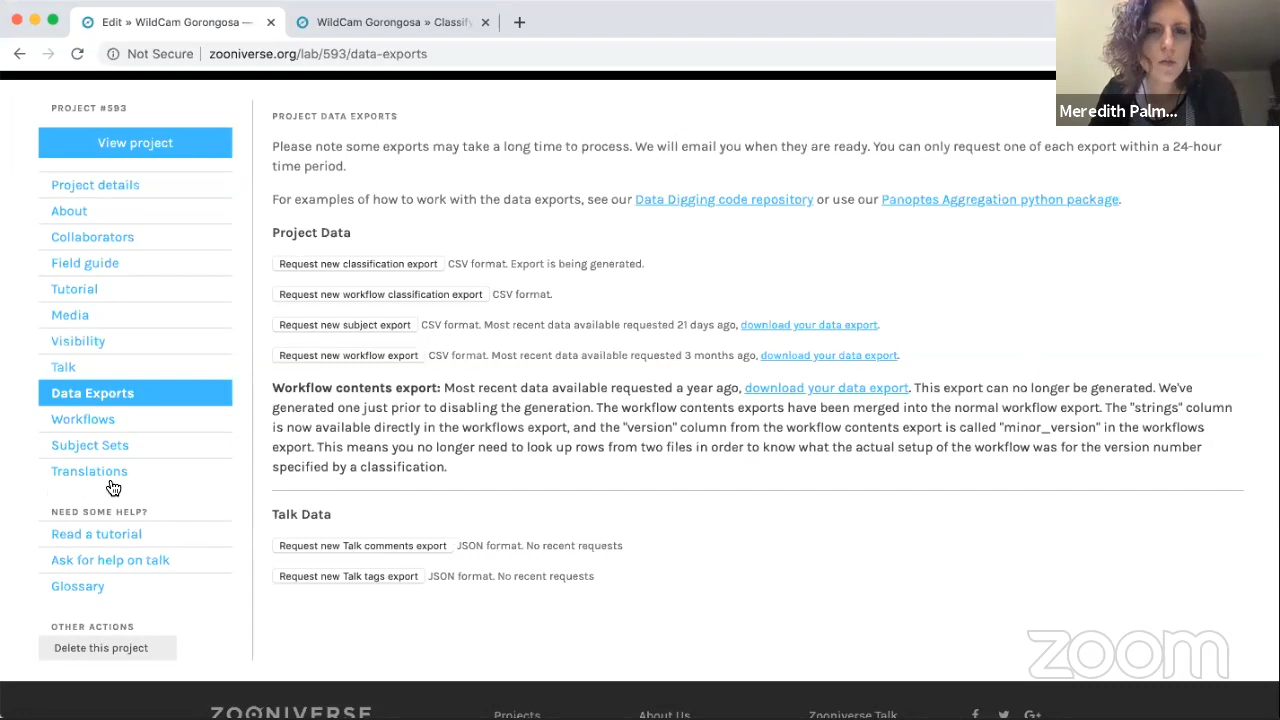 Edit » WildCam Gorongosa —
WildCam Gorongosa » Classify
Not Secure
zooniverse.org/lab/593/data-exports
Meredith Palm...
PROJECT #593
View project
Project details
About
Collaborators
Field guide
Tutorial
Media
Visibility
Talk
Data Exports
Workflows
Subject Sets
Translations
NEED SOME HELP?
Read a tutorial
Ask for help on talk
Glossary
OTHER ACTIONS
Delete this project
PROJECT DATA EXPORTS
Please note some exports may take a long time to process. We will email you when they are ready. You can only request one of each export within a 24-hour
time period.
For examples of how to work with the data exports, see our Data Digging code repository or use our Panoptes Aggregation python package.
Project Data
Request new classification export CSV format. Export is being generated.
Request new workflow classification export CSV format.
Request new subject export CSV format. Most recent data available requested 21 days ago, download your data export.
Request new workflow export CSV format. Most recent data available requested 3 months ago, download your data export.
Workflow contents export: Most recent data available requested a year ago, download your data export. This export can no longer be generated. We've
generated one just prior to disabling the generation. The workflow contents exports have been merged into the normal workflow export. The "strings" column
is now available directly in the workflows export, and the "version" column from the workflow contents export is called "minor_version" in the workflows
export. This means you no longer need to look up rows from two files in order to know what the actual setup of the workflow was for the version number
specified by a classification.
Talk Data
Request new Talk comments export JSON format. No recent requests
Request new Talk tags export JSON format. No recent requests
zoom
ZOONIVERSE
Projects
About Us
Zooniverse Talk